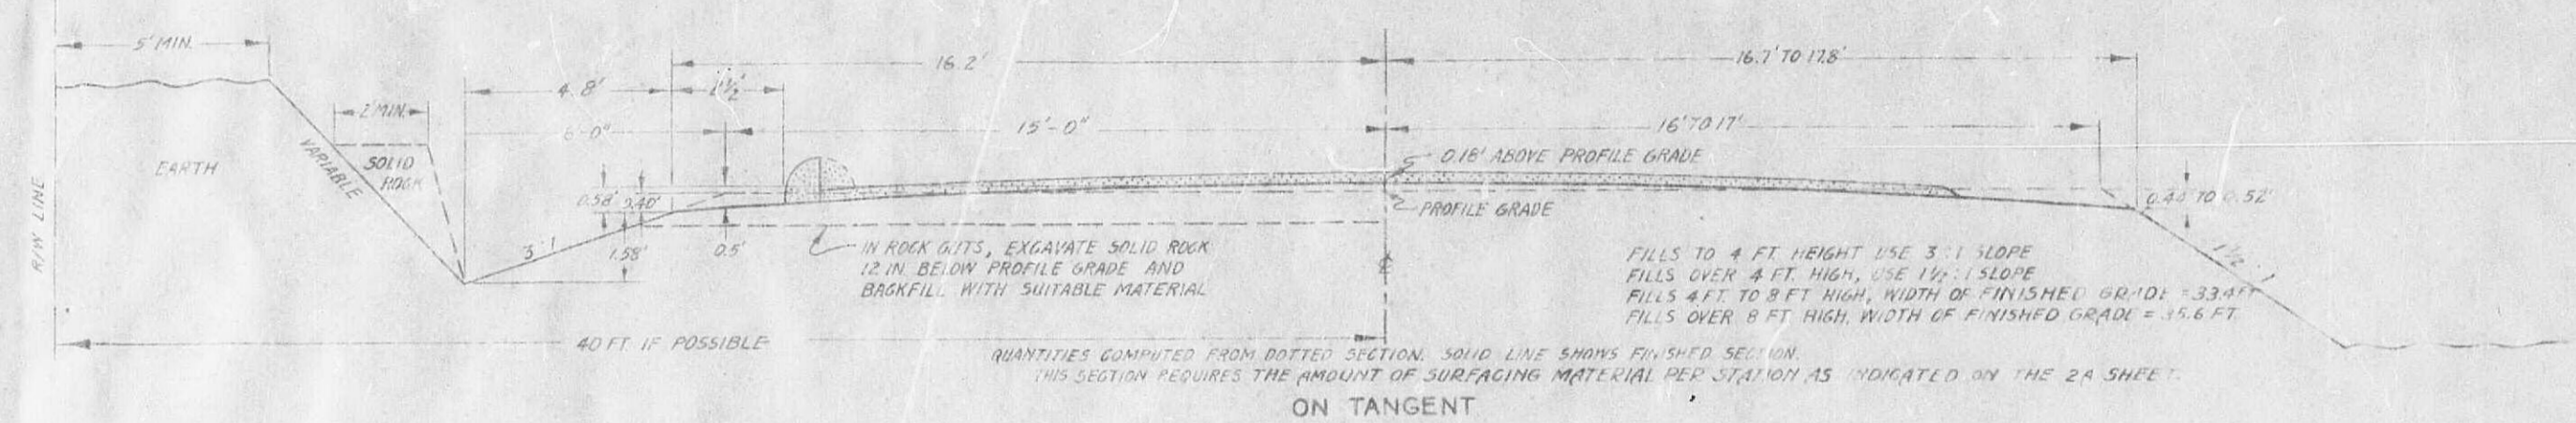 5' MIN.
16.2'
16.7' TO 17.8'
4.8'
1½'
2' MIN.
6'-0"
15'-0"
16' TO 17'
EARTH
VARIABLE
SOLID
ROCK
R/W LINE
0.18' ABOVE PROFILE GRADE
PROFILE GRADE
0.58'
0.40'
0.44' TO 0.52'
3:1
1.58'
0.5'
IN ROCK CUTS, EXCAVATE SOLID ROCK
12 IN. BELOW PROFILE GRADE AND
BACKFILL WITH SUITABLE MATERIAL
℄
1½:1
FILLS TO 4 FT. HEIGHT USE 3:1 SLOPE
FILLS OVER 4 FT. HIGH, USE 1½:1 SLOPE
FILLS 4 FT. TO 8 FT HIGH, WIDTH OF FINISHED GRADE = 33.4 FT
FILLS OVER 8 FT HIGH, WIDTH OF FINISHED GRADE = 35.6 FT.
40 FT. IF POSSIBLE
QUANTITIES COMPUTED FROM DOTTED SECTION. SOLID LINE SHOWS FINISHED SECTION.
THIS SECTION REQUIRES THE AMOUNT OF SURFACING MATERIAL PER STATION AS INDICATED ON THE 2A SHEET.
ON TANGENT